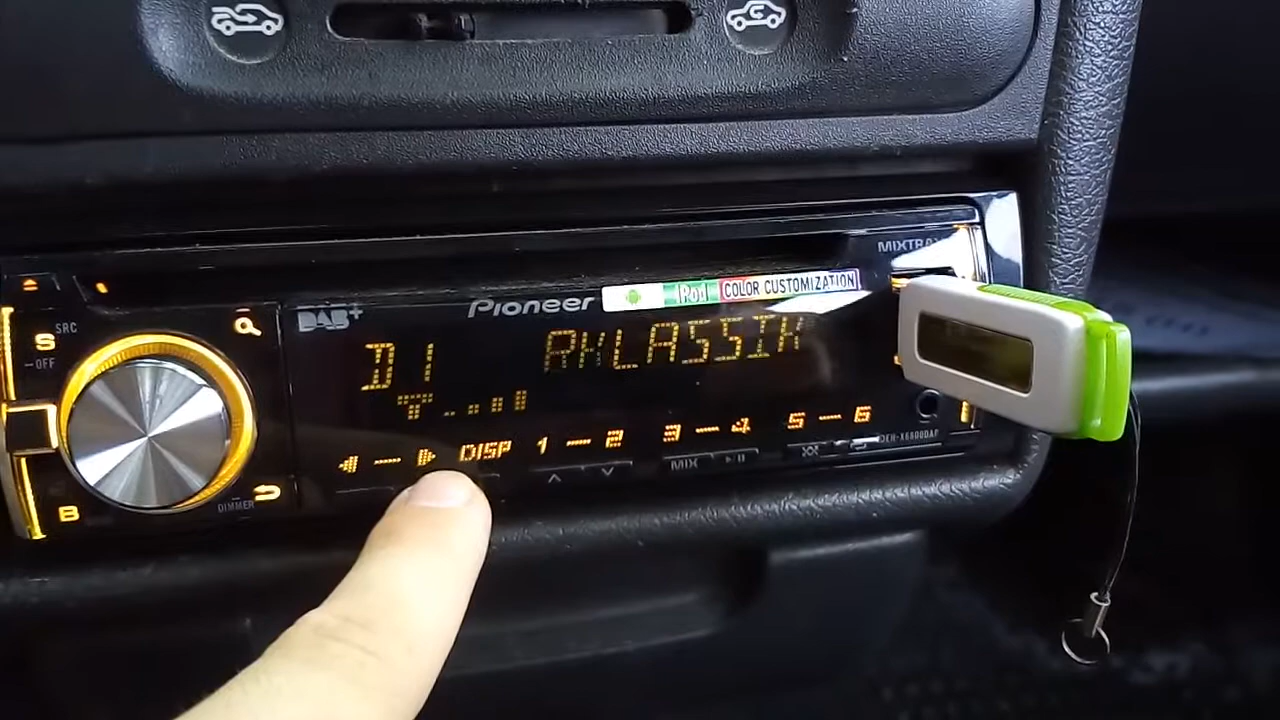 MIXTRAX
Pioneer
iPod
COLOR CUSTOMIZATION
DAB+
SRC
S
OFF
D1
RKLASSIK
DISP 1 2 3 4 5 6
MIX
DEH-X6600DAB
DIMMER
B